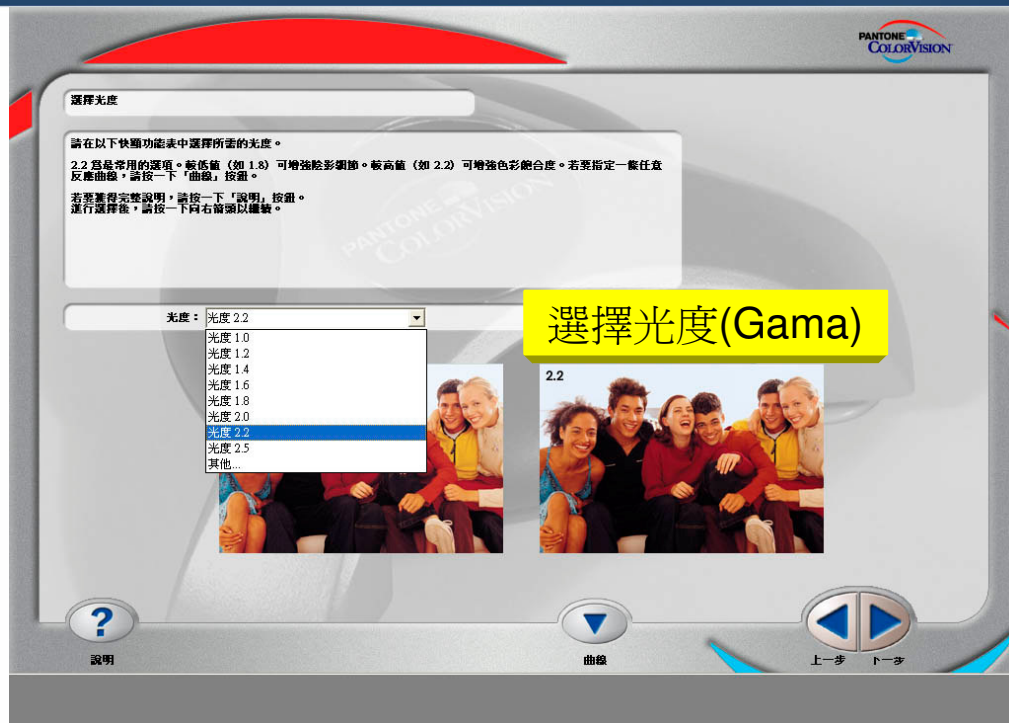 PANTONE
COLORVISION
選擇光度
請在以下快顯功能表中選擇所需的光度。
2.2 爲最常用的選項。較低值（如 1.8）可增強陰影細節。較高值（如 2.2）可增強色彩飽合度。若要指定一條任意
反應曲線，請按一下「曲線」按鈕。
若要獲得完整說明，請按一下「說明」按鈕。
進行選擇後，請按一下向右箭頭以繼續。
PANTONE
COLORVISION
光度： 光度 2.2
選擇光度(Gama)
光度 1.0
光度 1.2
光度 1.4
光度 1.6
光度 1.8
光度 2.0
光度 2.2
光度 2.5
其他...
2.2
?
說明
曲線
上一步
下一步